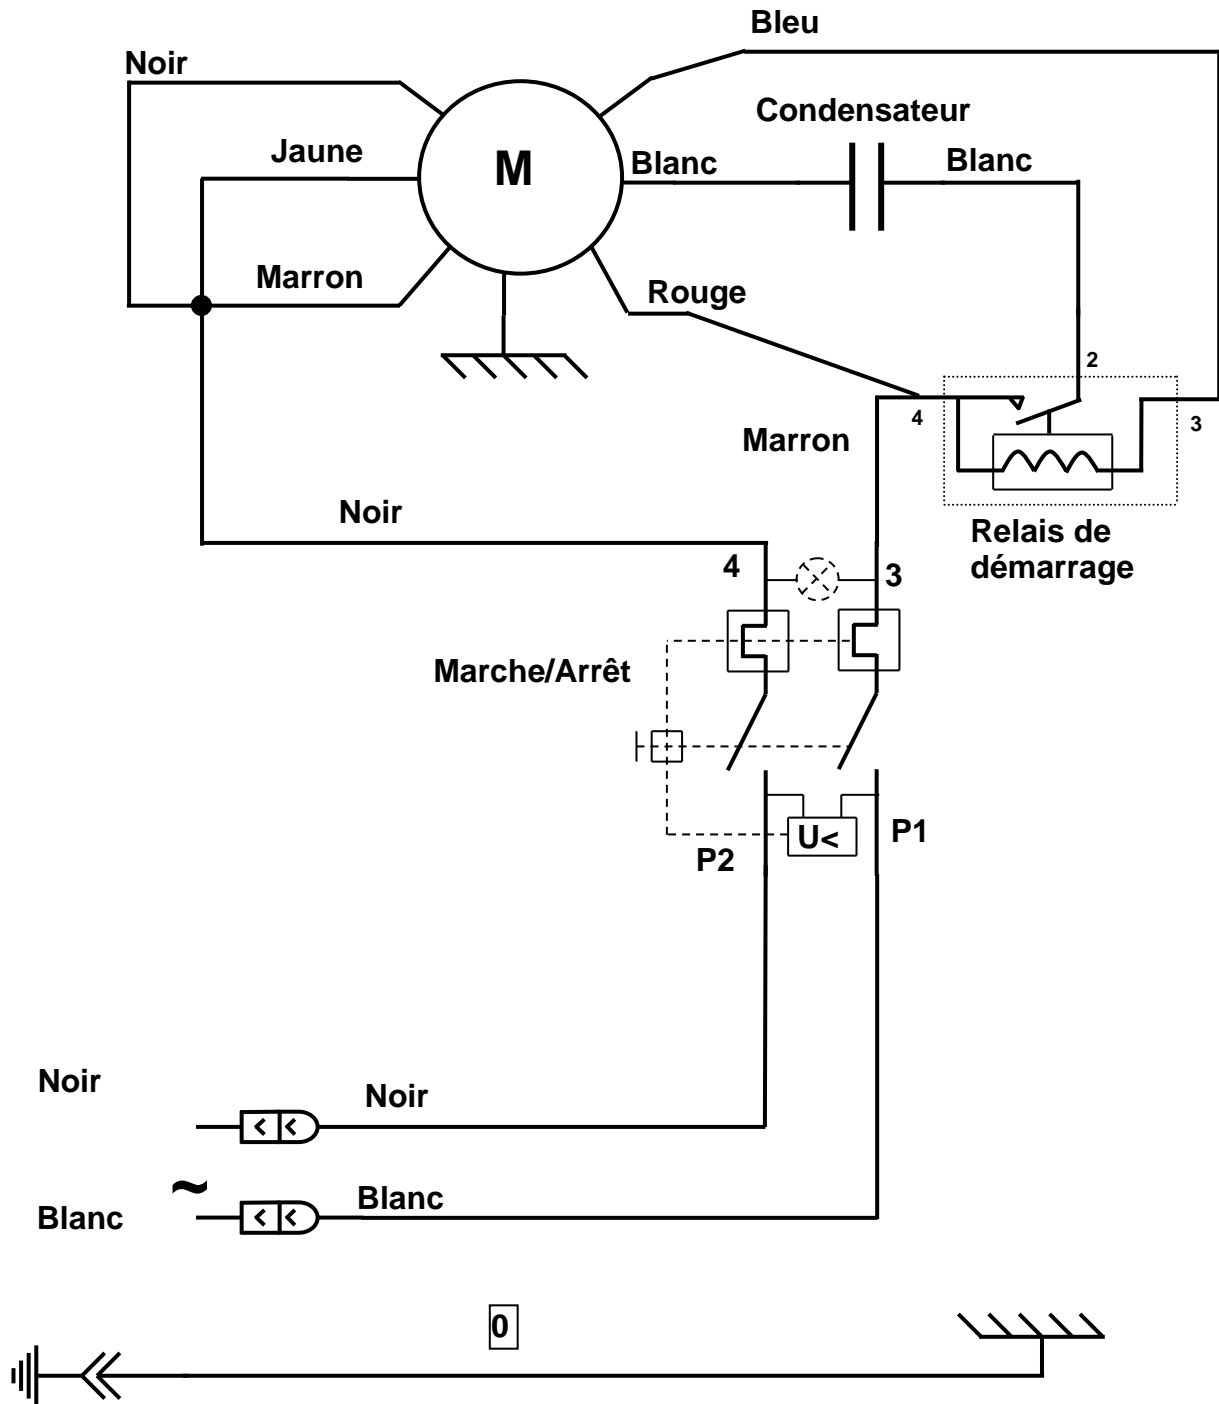 Bleu
Noir
Condensateur
Jaune
M
Blanc
Blanc
Marron
Rouge
2
4
3
Marron
Noir
Relais de
démarrage
4
3
Marche/Arrêt
U<
P1
P2
Noir
Noir
~
Blanc
Blanc
0